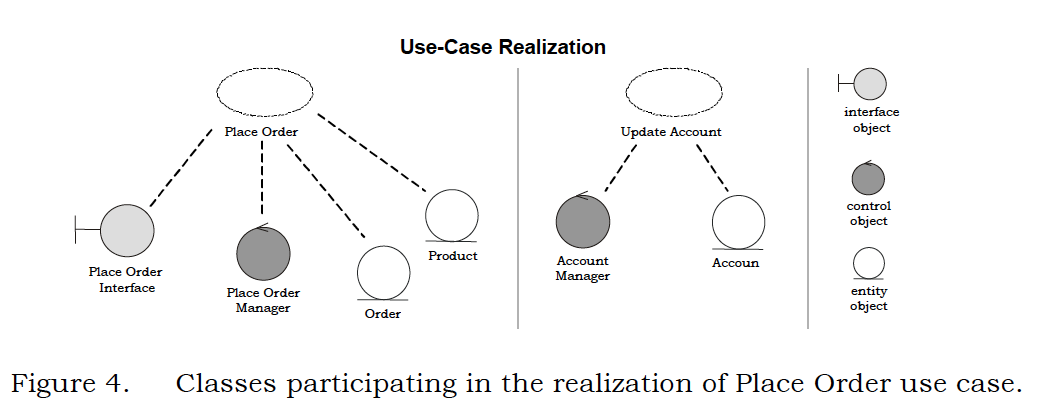 Use-Case Realization
Place Order
Place Order
Interface
Place Order
Manager
Order
Product
Update Account
Account
Manager
Accoun
interface
object
control
object
entity
object
Figure 4. Classes participating in the realization of Place Order use case.